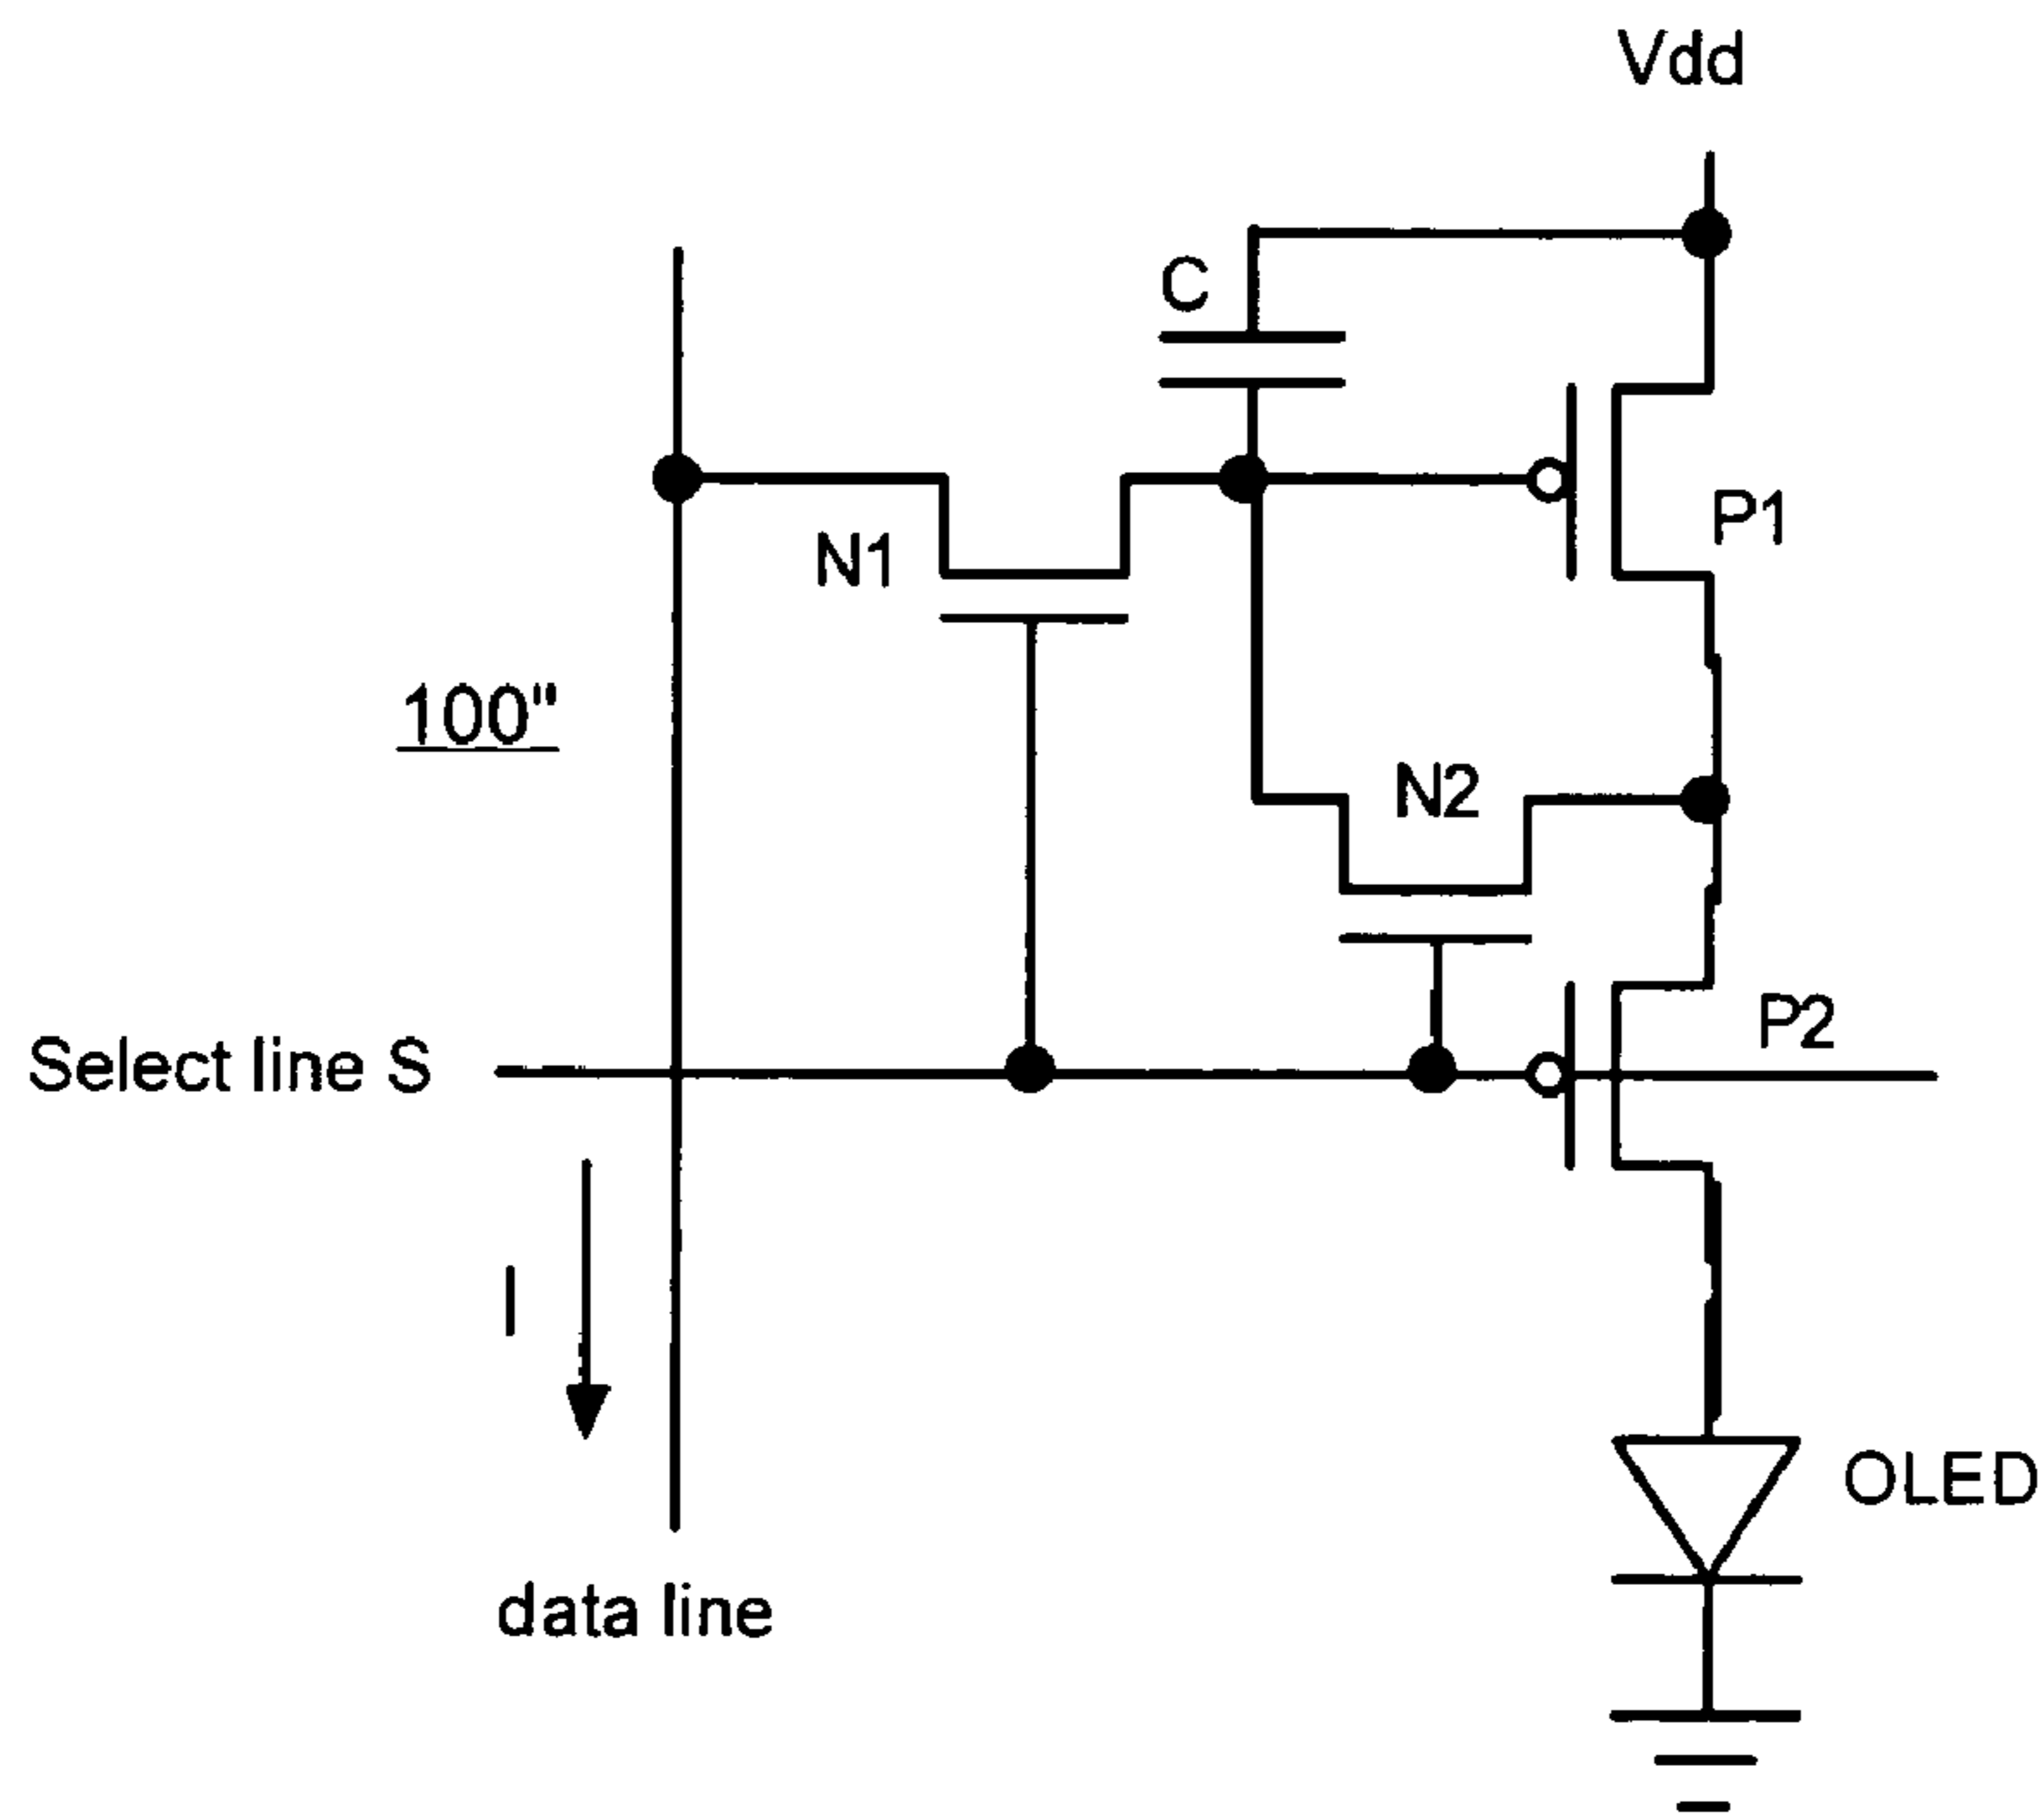 Vdd
C
P1
N1
100"
N2
P2
Select line S
I
OLED
data line